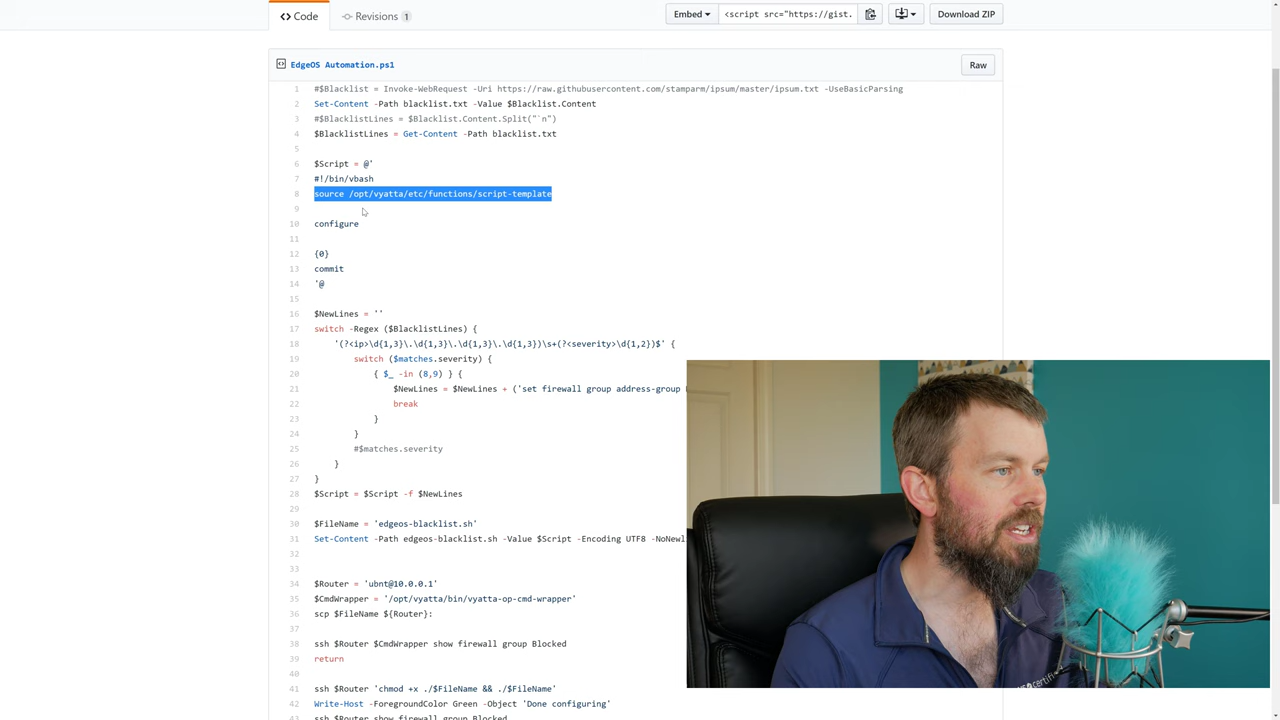 Code
Revisions 1
Embed
<script src="https://gist.
Download ZIP
EdgeOS Automation.ps1
Raw
1 #$Blacklist = Invoke-WebRequest -Uri https://raw.githubusercontent.com/stamparm/ipsum/master/ipsum.txt -UseBasicParsing
2 Set-Content -Path blacklist.txt -Value $Blacklist.Content
3 #$BlacklistLines = $Blacklist.Content.Split("`n")
4 $BlacklistLines = Get-Content -Path blacklist.txt
5
6 $Script = @'
7 #!/bin/vbash
8 source /opt/vyatta/etc/functions/script-template
9
10 configure
11
12 {0}
13 commit
14 '@
15
16 $NewLines = ''
17 switch -Regex ($BlacklistLines) {
18 '(?<ip>\d{1,3}\.\d{1,3}\.\d{1,3}\.\d{1,3})\s+(?<severity>\d{1,2})$' {
19 switch ($matches.severity) {
20 { $_ -in (8,9) } {
21 $NewLines = $NewLines + ('set firewall group address-group
22 break
23 }
24 }
25 #$matches.severity
26 }
27 }
28 $Script = $Script -f $NewLines
29
30 $FileName = 'edgeos-blacklist.sh'
31 Set-Content -Path edgeos-blacklist.sh -Value $Script -Encoding UTF8 -NoNewl
32
33
34 $Router = 'ubnt@10.0.0.1'
35 $CmdWrapper = '/opt/vyatta/bin/vyatta-op-cmd-wrapper'
36 scp $FileName ${Router}:
37
38 ssh $Router $CmdWrapper show firewall group Blocked
39 return
40
41 ssh $Router 'chmod +x ./$FileName && ./$FileName'
42 Write-Host -ForegroundColor Green -Object 'Done configuring'
43 ssh $Router show firewall group Blocked